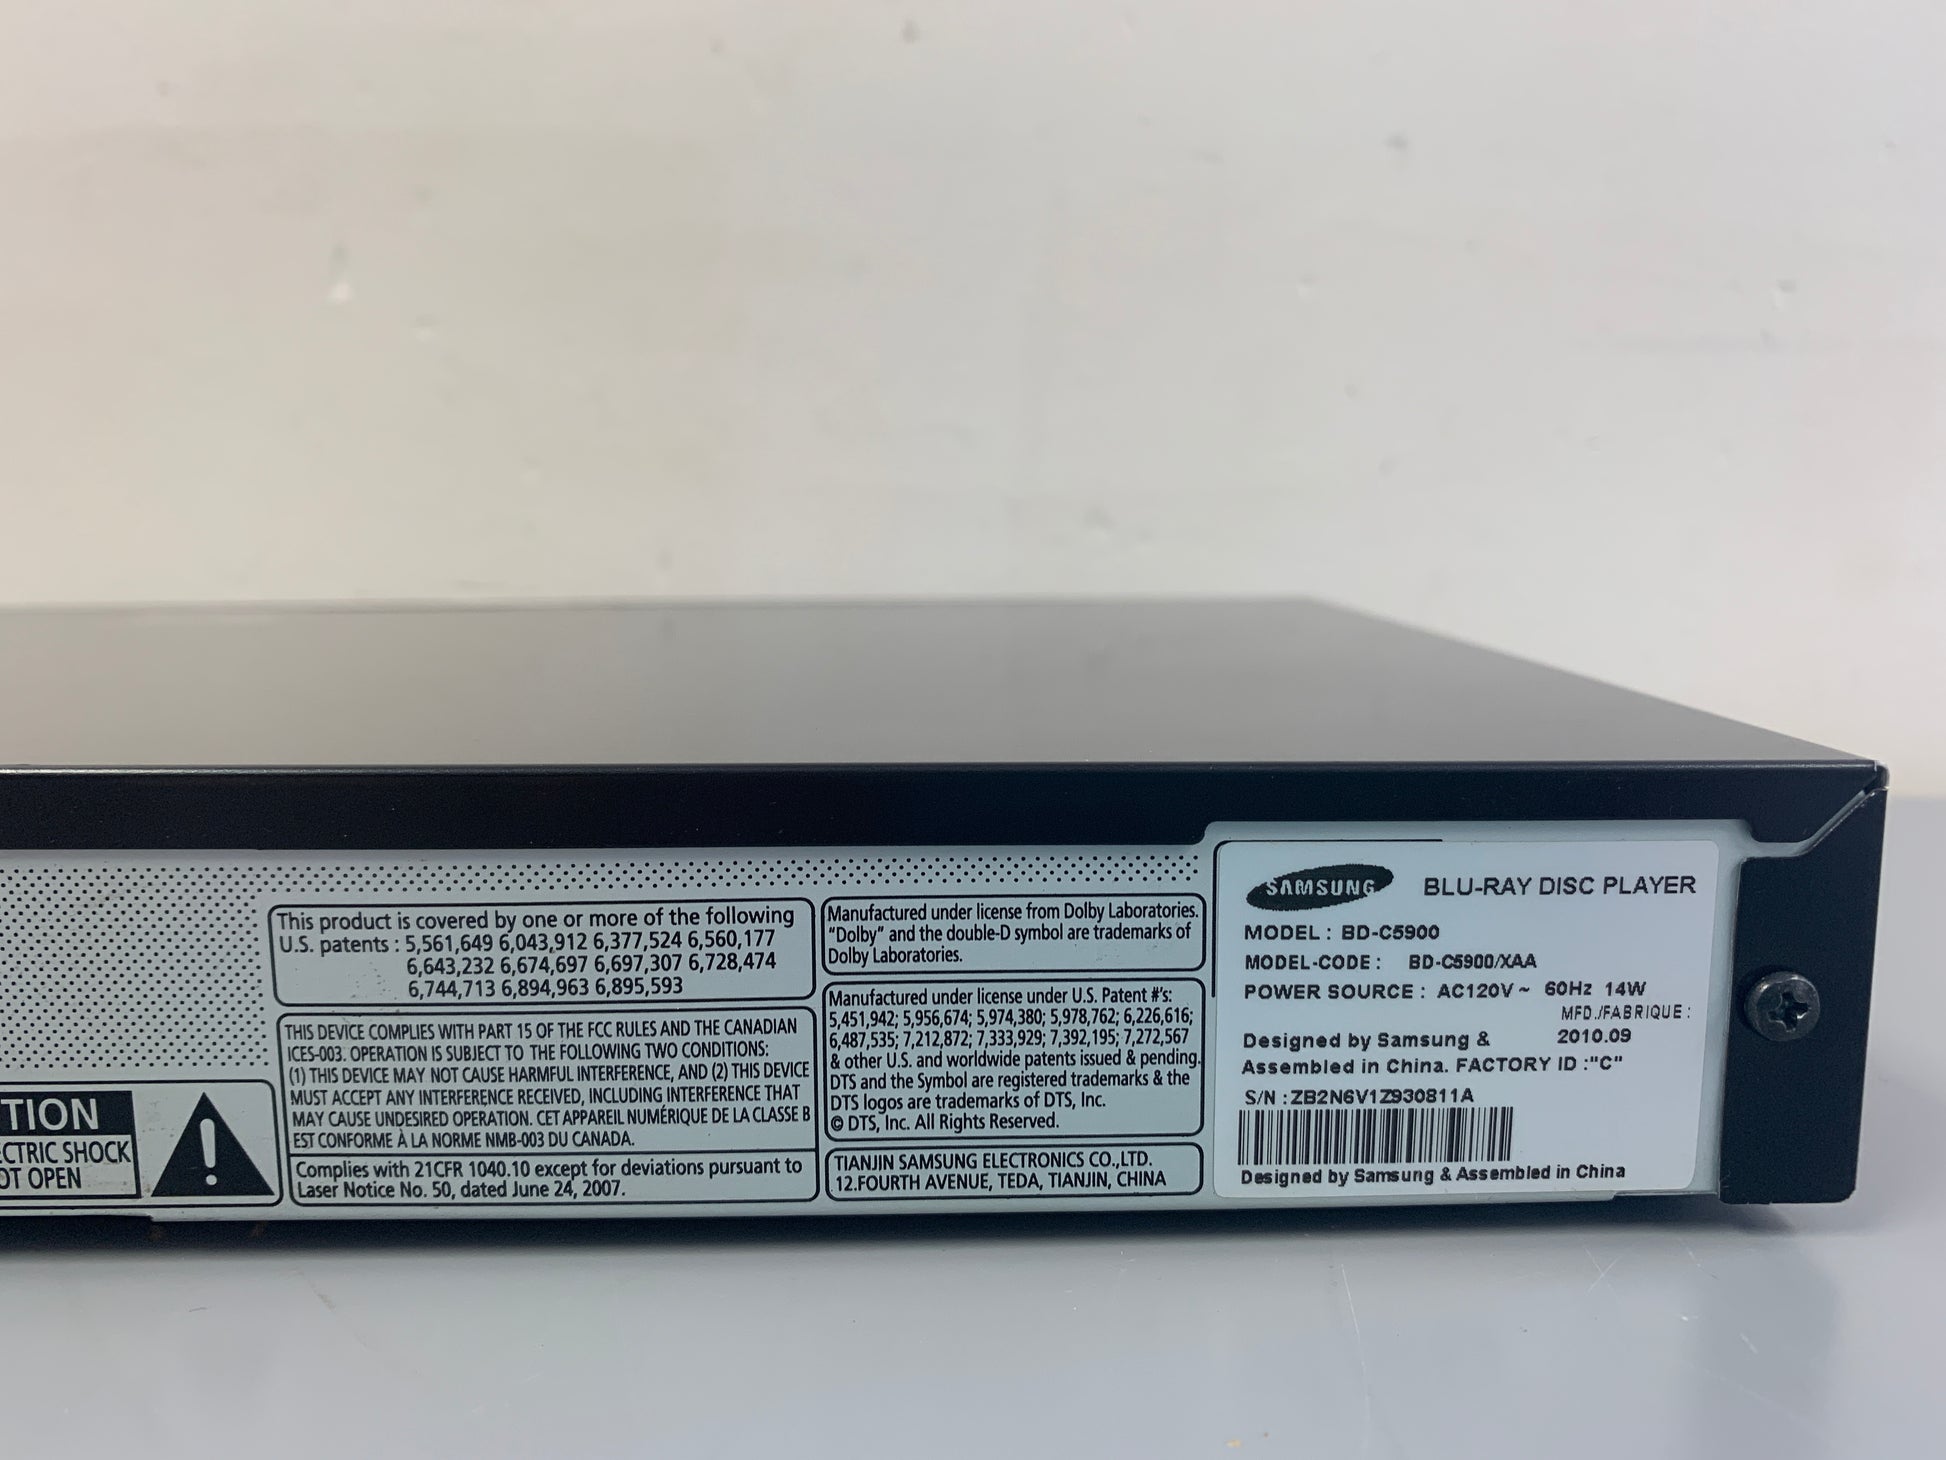 TION
CTRIC SHOCK
OT OPEN
This product is covered by one or more of the following
U.S. patents : 5,561,649 6,043,912 6,377,524 6,560,177
6,643,232 6,674,697 6,697,307 6,728,474
6,744,713 6,894,963 6,895,593
THIS DEVICE COMPLIES WITH PART 15 OF THE FCC RULES AND THE CANADIAN
ICES-003. OPERATION IS SUBJECT TO THE FOLLOWING TWO CONDITIONS:
(1) THIS DEVICE MAY NOT CAUSE HARMFUL INTERFERENCE, AND (2) THIS DEVICE
MUST ACCEPT ANY INTERFERENCE RECEIVED, INCLUDING INTERFERENCE THAT
MAY CAUSE UNDESIRED OPERATION. CET APPAREIL NUMÉRIQUE DE LA CLASSE B
EST CONFORME À LA NORME NMB-003 DU CANADA.
Complies with 21CFR 1040.10 except for deviations pursuant to
Laser Notice No. 50, dated June 24, 2007.
Manufactured under license from Dolby Laboratories.
"Dolby" and the double-D symbol are trademarks of
Dolby Laboratories.
Manufactured under license under U.S. Patent #'s:
5,451,942; 5,956,674; 5,974,380; 5,978,762; 6,226,616;
6,487,535; 7,212,872; 7,333,929; 7,392,195; 7,272,567
& other U.S. and worldwide patents issued & pending.
DTS and the Symbol are registered trademarks & the
DTS logos are trademarks of DTS, Inc.
© DTS, Inc. All Rights Reserved.
TIANJIN SAMSUNG ELECTRONICS CO.,LTD.
12.FOURTH AVENUE, TEDA, TIANJIN, CHINA
SAMSUNG BLU-RAY DISC PLAYER
MODEL : BD-C5900
MODEL-CODE : BD-C5900/XAA
POWER SOURCE : AC120V ~ 60Hz 14W
MFD./FABRIQUE :
Designed by Samsung & 2010.09
Assembled in China. FACTORY ID :"C"
S/N : ZB2N6V1Z930811A
Designed by Samsung & Assembled in China